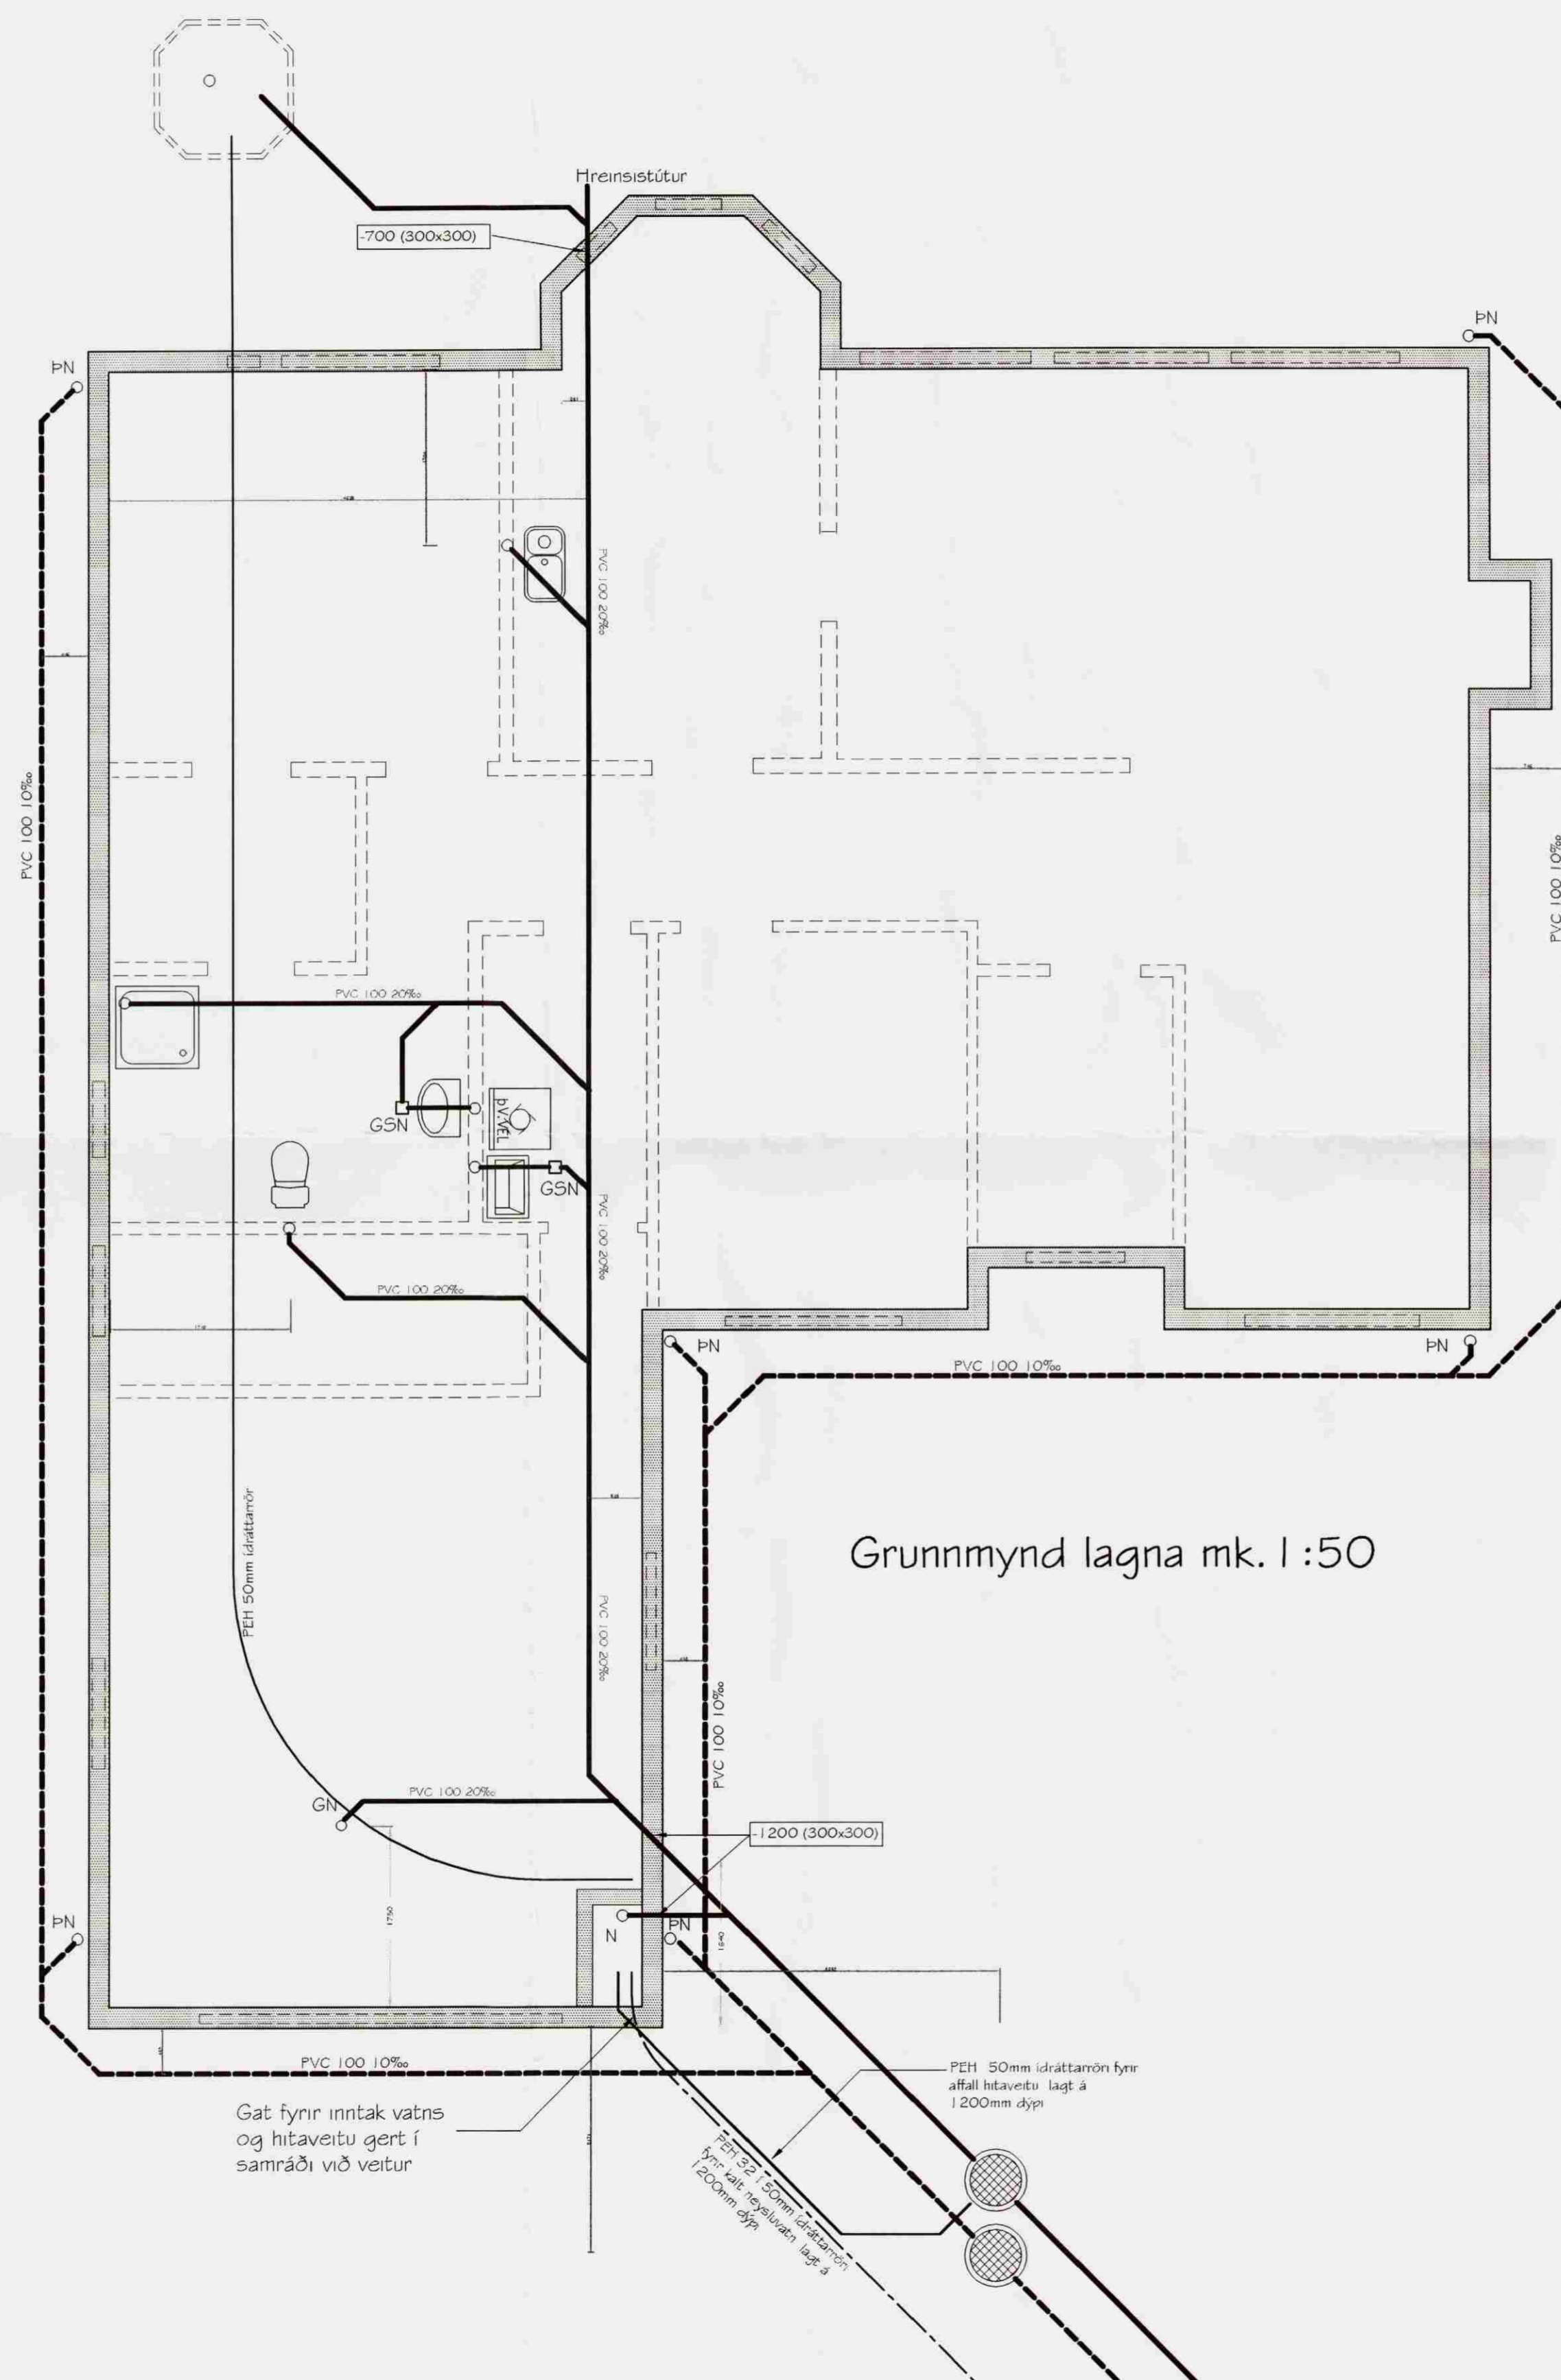 Hreinsistútur
-700 (300x300)
ÞN
ÞN
PVC 100 20‰
PVC 100 10‰
PVC 100 10‰
PVC 100 20‰
GSN
ÞV.VÉL
GSN
PVC 100 20‰
PVC 100 20‰
ÞN
ÞN
PVC 100 10‰
PEH 50mm ídráttarrör
Grunnmynd lagna mk. 1:50
PVC 100 20‰
PVC 100 10‰
GN
PVC 100 20‰
-1200 (300x300)
1750
ÞN
N
ÞN
1640
PVC 100 10‰
PEH 50mm ídráttarröri fyrir
affall hitaveitu lagt á
1200mm dýpi
Gat fyrir inntak vatns
og hitaveitu gert í
samráði við veitur
PEH 32 í 50mm ídráttarröri
fyrir kalt neysluvatn lagt á
1200mm dýpi